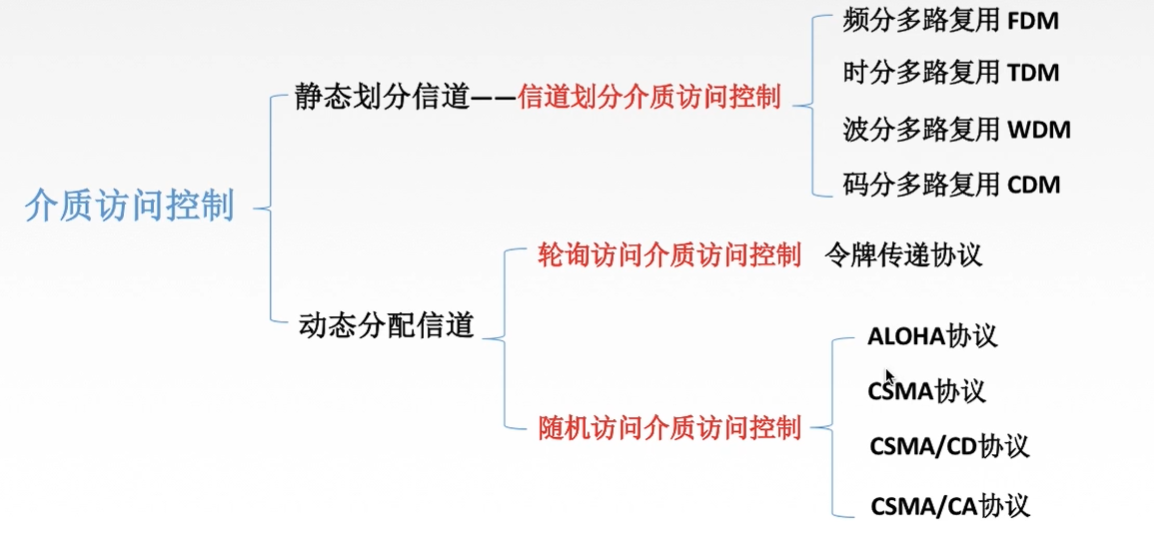 频分多路复用 FDM
时分多路复用 TDM
静态划分信道——信道划分介质访问控制
波分多路复用 WDM
码分多路复用 CDM
介质访问控制
轮询访问介质访问控制 令牌传递协议
动态分配信道
ALOHA协议
CSMA协议
随机访问介质访问控制
CSMA/CD协议
CSMA/CA协议